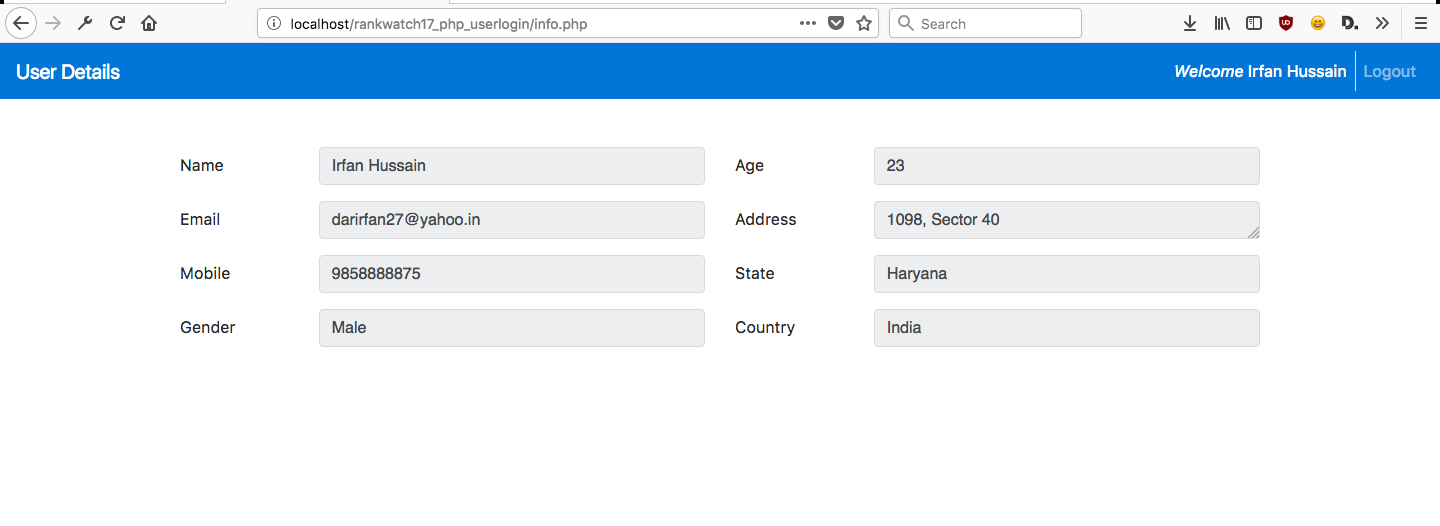 localhost/rankwatch17_php_userlogin/info.php
Search
User Details
Welcome Irfan Hussain
Logout
Name Irfan Hussain Age 23
Email darirfan27@yahoo.in Address 1098, Sector 40
Mobile 9858888875 State Haryana
Gender Male Country India